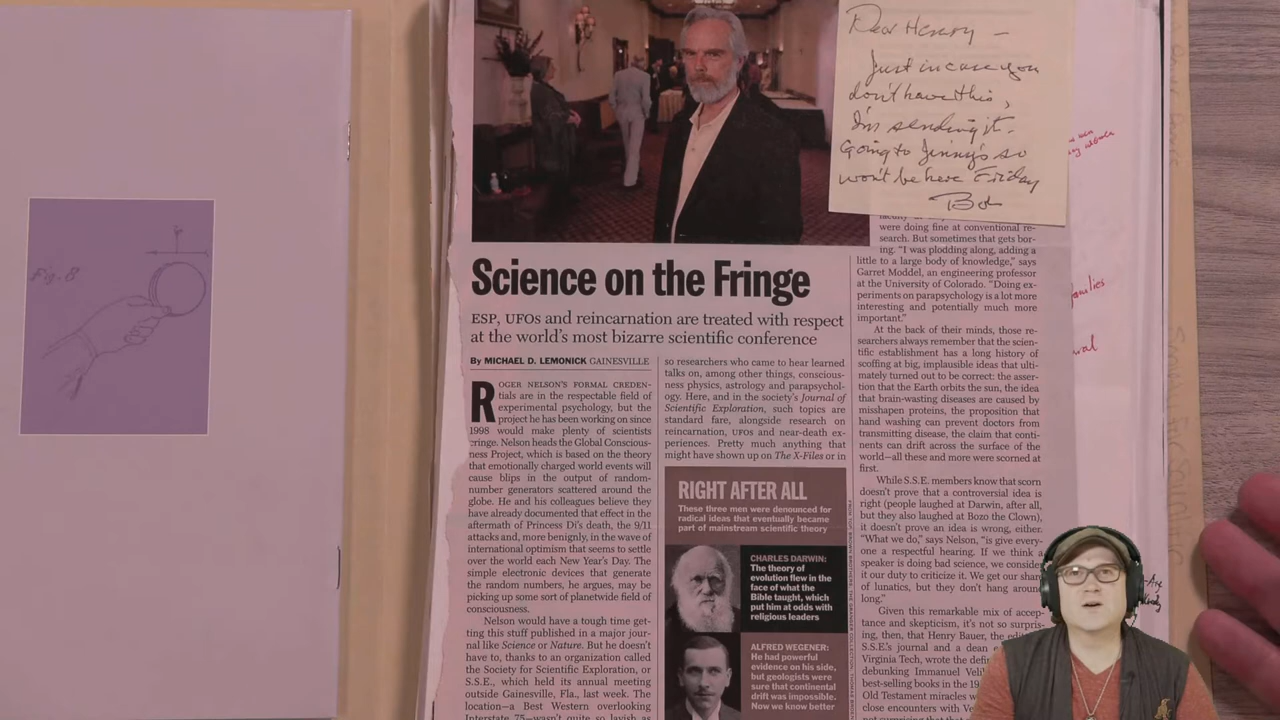 Fig. 8
Dear Henry –
Just in case you
don't have this,
I'm sending it.
Going to Jenny's so
won't be here Friday
Bob
Science on the Fringe
ESP, UFOs and reincarnation are treated with respect
at the world's most bizarre scientific conference
By MICHAEL D. LEMONICK GAINESVILLE
ROGER NELSON'S FORMAL CREDEN-
tials are in the respectable field of
experimental psychology, but the
project he has been working on since
1998 would make plenty of scientists
cringe. Nelson heads the Global Conscious-
ness Project, which is based on the theory
that emotionally charged world events will
cause blips in the output of random-
number generators scattered around the
globe. He and his colleagues believe they
have already documented that effect in the
aftermath of Princess Di's death, the 9/11
attacks and, more benignly, in the wave of
international optimism that seems to settle
over the world each New Year's Day. The
simple electronic devices that generate
the random numbers, he argues, may be
picking up some sort of planetwide field of
consciousness.
Nelson would have a tough time get-
ting this stuff published in a major jour-
nal like Science or Nature. But he doesn't
have to, thanks to an organization called
the Society for Scientific Exploration, or
S.S.E., which held its annual meeting
outside Gainesville, Fla., last week. The
location—a Best Western overlooking
Interstate 75—wasn't quite so lavish as
so researchers who came to hear learned
talks on, among other things, conscious-
ness physics, astrology and parapsychol-
ogy. Here, and in the society's Journal of
Scientific Exploration, such topics are
standard fare, alongside research on
reincarnation, UFOs and near-death ex-
periences. Pretty much anything that
might have shown up on The X-Files or in
RIGHT AFTER ALL
These three men were denounced for
radical ideas that eventually became
part of mainstream scientific theory
CHARLES DARWIN:
The theory of
evolution flew in the
face of what the
Bible taught, which
put him at odds with
religious leaders
ALFRED WEGENER:
He had powerful
evidence on his side,
but geologists were
sure that continental
drift was impossible.
Now we know better
faculty
were doing fine at conventional re-
search. But sometimes that gets bor-
ing. "I was plodding along, adding a
little to a large body of knowledge," says
Garret Moddel, an engineering professor
at the University of Colorado. "Doing ex-
periments on parapsychology is a lot more
interesting and potentially much more
important."
At the back of their minds, those re-
searchers always remember that the scien-
tific establishment has a long history of
scoffing at big, implausible ideas that ulti-
mately turned out to be correct: the asser-
tion that the Earth orbits the sun, the idea
that brain-wasting diseases are caused by
misshapen proteins, the proposition that
hand washing can prevent doctors from
transmitting disease, the claim that conti-
nents can drift across the surface of the
world—all these and more were scorned at
first.
While S.S.E. members know that scorn
doesn't prove that a controversial idea is
right (people laughed at Darwin, after all,
but they also laughed at Bozo the Clown),
it doesn't prove an idea is wrong, either.
"What we do," says Nelson, "is give every-
one a respectful hearing. If we think a
speaker is doing bad science, we consider
it our duty to criticize it. We get our share
of lunatics, but they don't hang around
long."
Given this remarkable mix of accep-
tance and skepticism, it's not so surpris-
ing, then, that Henry Bauer, the
S.S.E.'s journal and a dean
Virginia Tech, wrote the
debunking Immanuel
best-selling books in the
Old Testament miracles
close encounters with
families